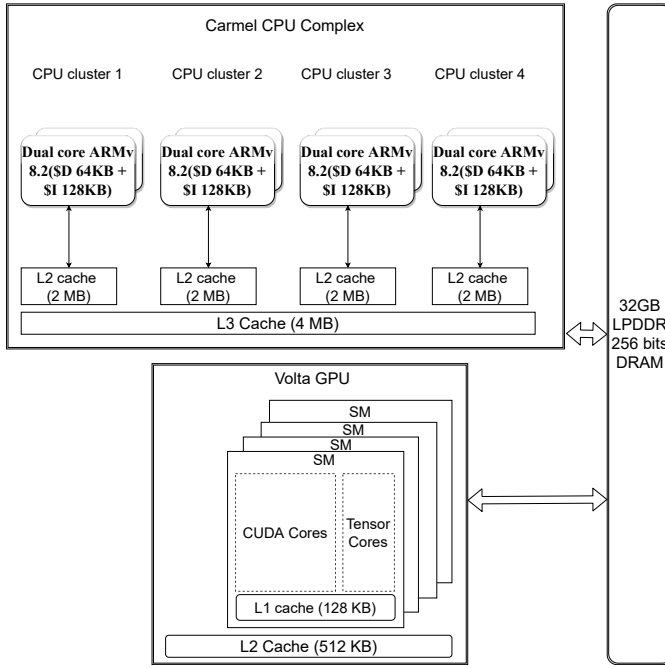 Carmel CPU Complex
CPU cluster 1
CPU cluster 2
CPU cluster 3
CPU cluster 4
Dual core ARMv
8.2($D 64KB +
$I 128KB)
Dual core ARMv
8.2($D 64KB +
$I 128KB)
Dual core ARMv
8.2($D 64KB +
$I 128KB)
Dual core ARMv
8.2($D 64KB +
$I 128KB)
L2 cache
(2 MB)
L2 cache
(2 MB)
L2 cache
(2 MB)
L2 cache
(2 MB)
L3 Cache (4 MB)
32GB
LPDDR
256 bits
DRAM
Volta GPU
SM
SM
SM
SM
CUDA Cores
Tensor
Cores
L1 cache (128 KB)
L2 Cache (512 KB)